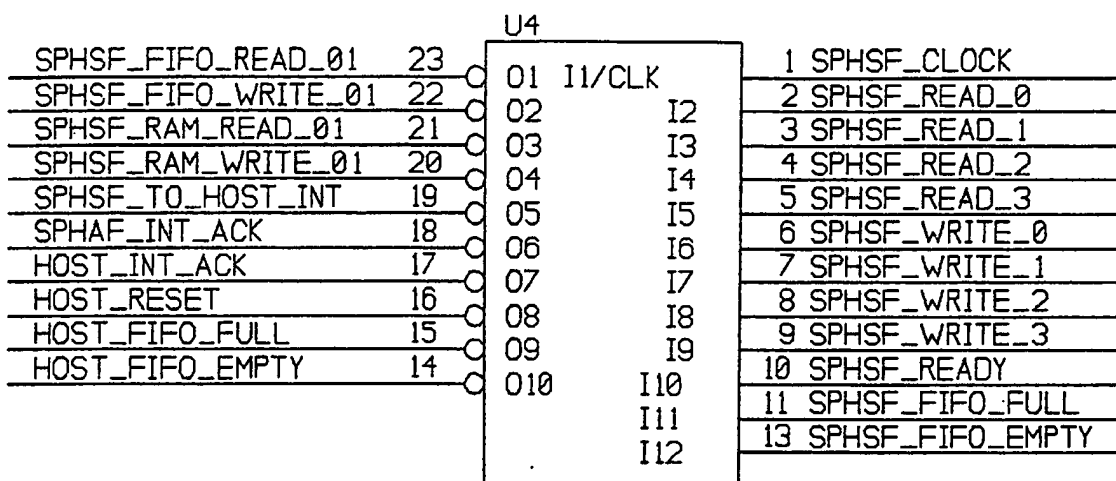 U4
SPHSF_FIFO_READ_01 23 O1 I1/CLK 1 SPHSF_CLOCK
SPHSF_FIFO_WRITE_01 22 O2 I2 2 SPHSF_READ_0
SPHSF_RAM_READ_01 21 O3 I3 3 SPHSF_READ_1
SPHSF_RAM_WRITE_01 20 O4 I4 4 SPHSF_READ_2
SPHSF_TO_HOST_INT 19 O5 I5 5 SPHSF_READ_3
SPHAF_INT_ACK 18 O6 I6 6 SPHSF_WRITE_0
HOST_INT_ACK 17 O7 I7 7 SPHSF_WRITE_1
HOST_RESET 16 O8 I8 8 SPHSF_WRITE_2
HOST_FIFO_FULL 15 O9 I9 9 SPHSF_WRITE_3
HOST_FIFO_EMPTY 14 O10 I10 10 SPHSF_READY
I11 11 SPHSF_FIFO_FULL
I12 13 SPHSF_FIFO_EMPTY